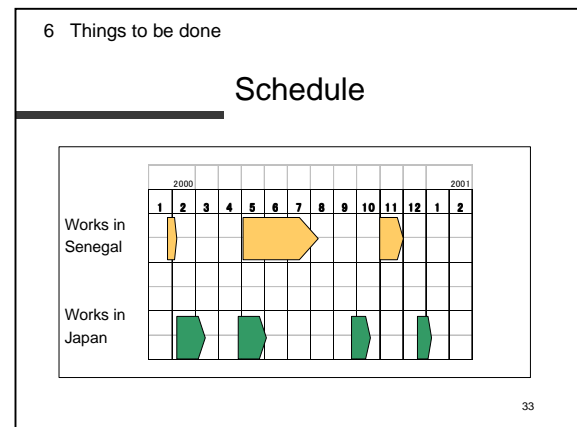 6 Things to be done
Schedule
2000 2001
1 2 3 4 5 6 7 8 9 10 11 12 1 2
Works in
Senegal
Works in
Japan
33